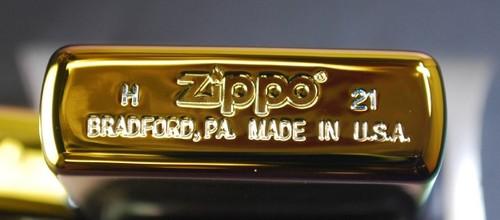 H Zippo 21
BRADFORD, PA. MADE IN U.S.A.